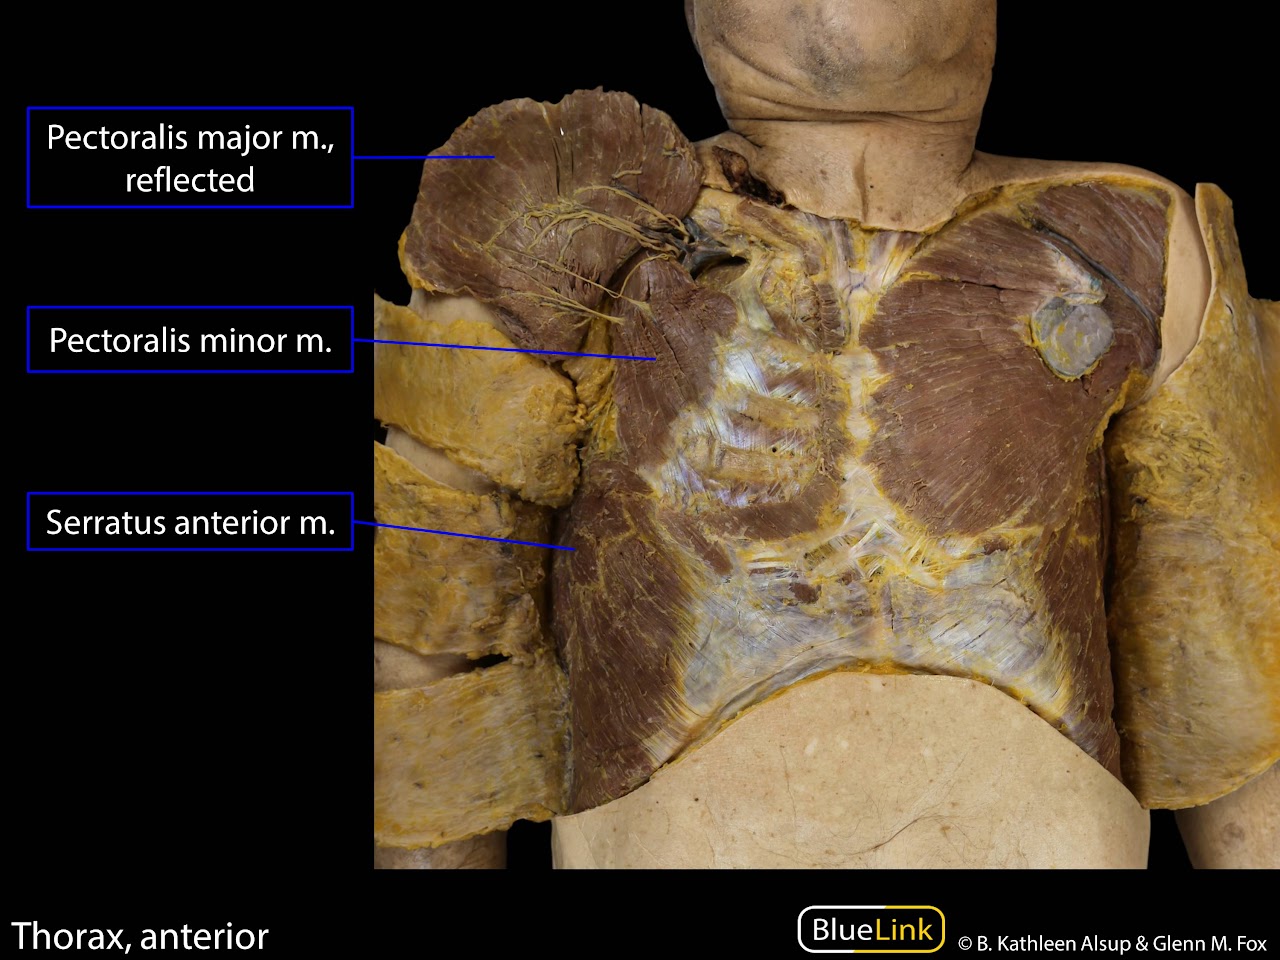 Pectoralis major m.,
reflected
Pectoralis minor m.
Serratus anterior m.
Thorax, anterior
BlueLink
© B. Kathleen Alsup & Glenn M. Fox